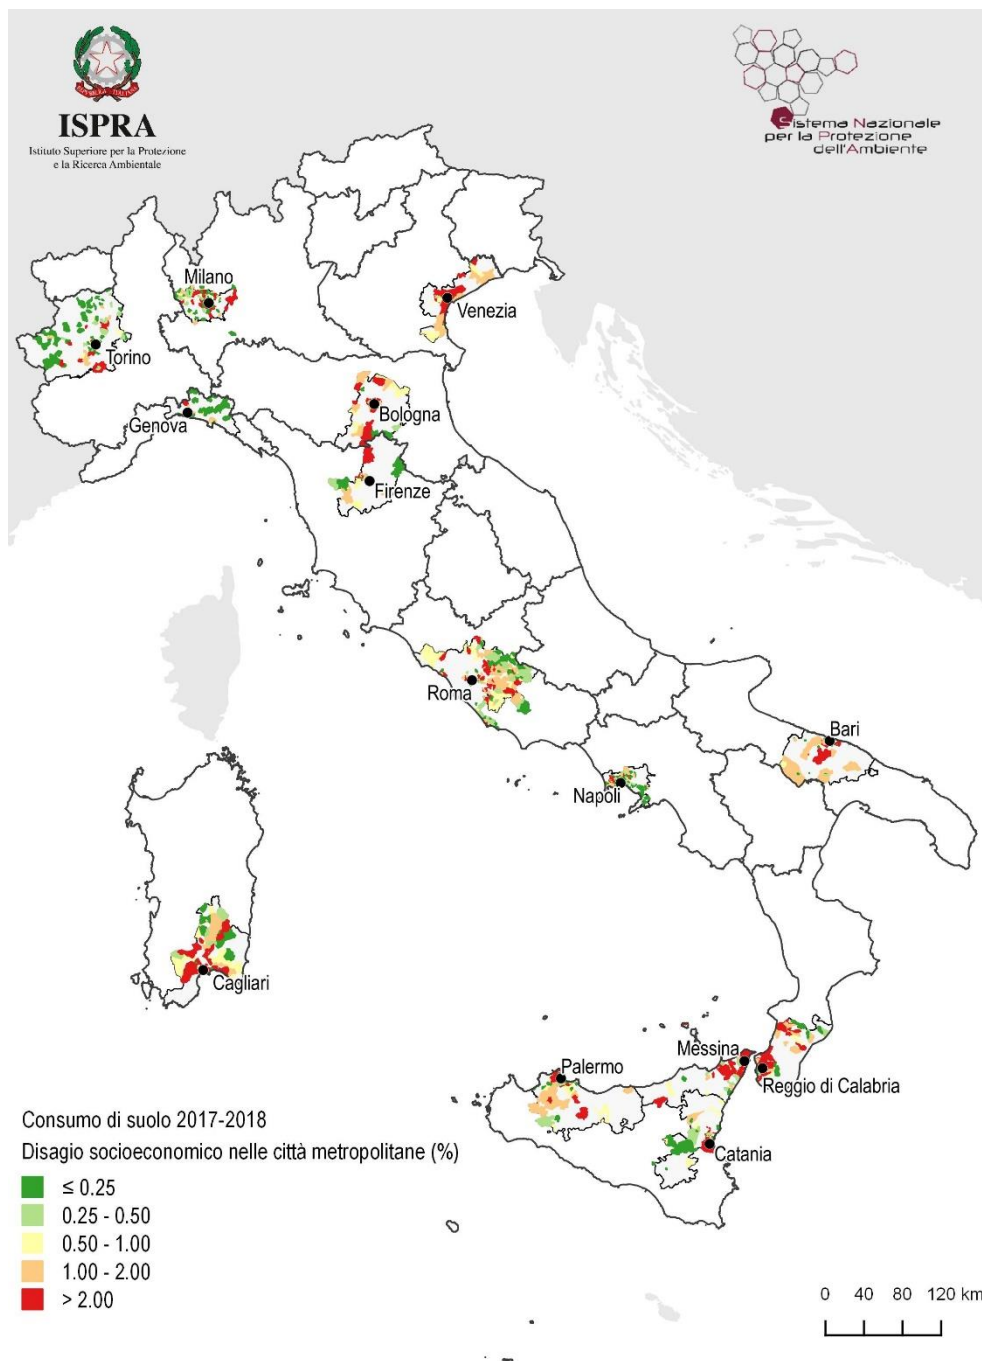 ISPRA
Istituto Superiore per la Protezione
e la Ricerca Ambientale
Sistema Nazionale
per la Protezione
dell'Ambiente
Milano
Venezia
Torino
Bologna
Genova
Firenze
Roma
Bari
Napoli
Cagliari
Messina
Palermo
Reggio di Calabria
Catania
Consumo di suolo 2017-2018
Disagio socioeconomico nelle città metropolitane (%)
≤ 0.25
0.25 - 0.50
0.50 - 1.00
1.00 - 2.00
> 2.00
0 40 80 120 km